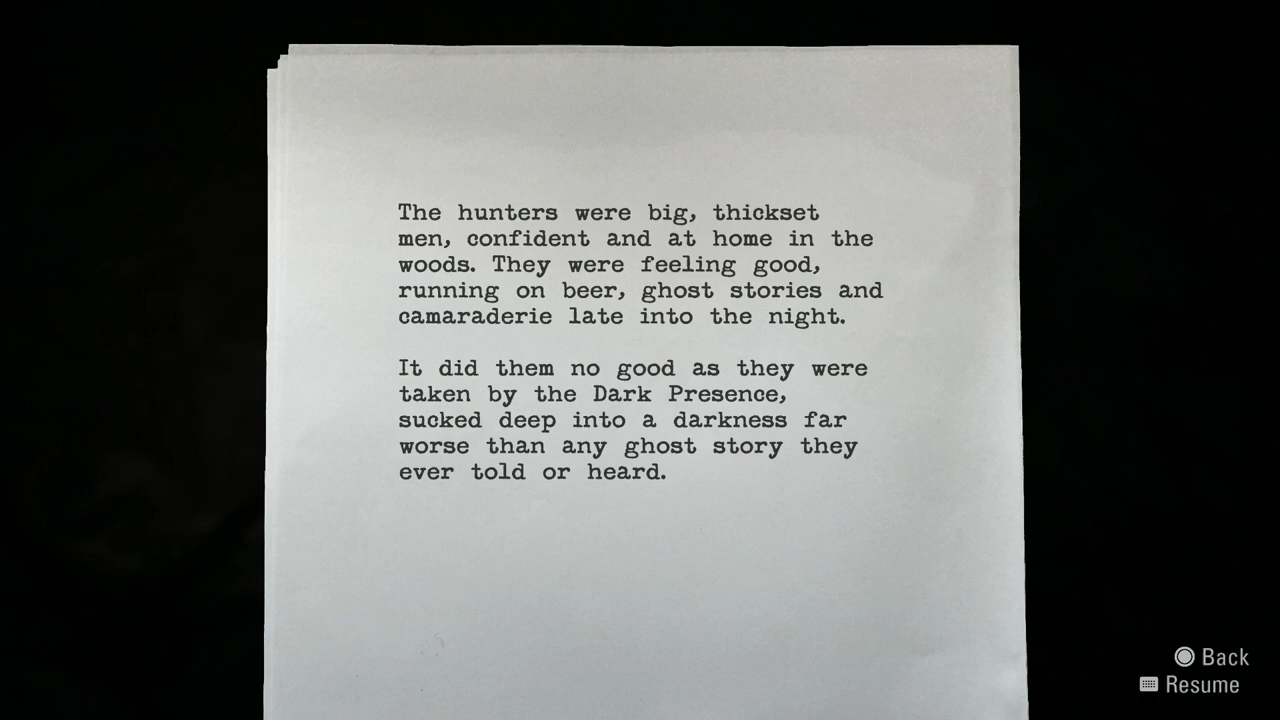 The hunters were big, thickset
men, confident and at home in the
woods. They were feeling good,
running on beer, ghost stories and
camaraderie late into the night.
It did them no good as they were
taken by the Dark Presence,
sucked deep into a darkness far
worse than any ghost story they
ever told or heard.
Back
Resume